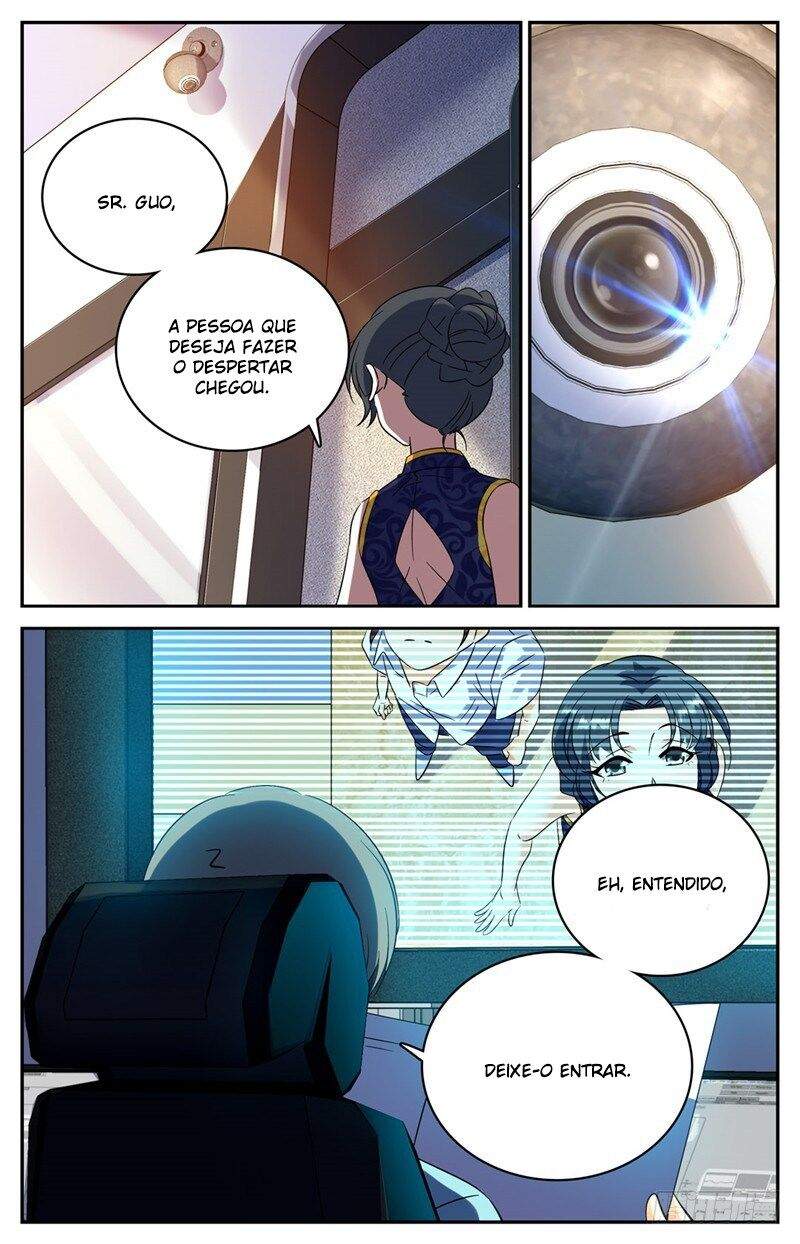 SR. GUO,
A PESSOA QUE
DESEJA FAZER
O DESPERTAR
CHEGOU.
EH, ENTENDIDO,
DEIXE-O ENTRAR.